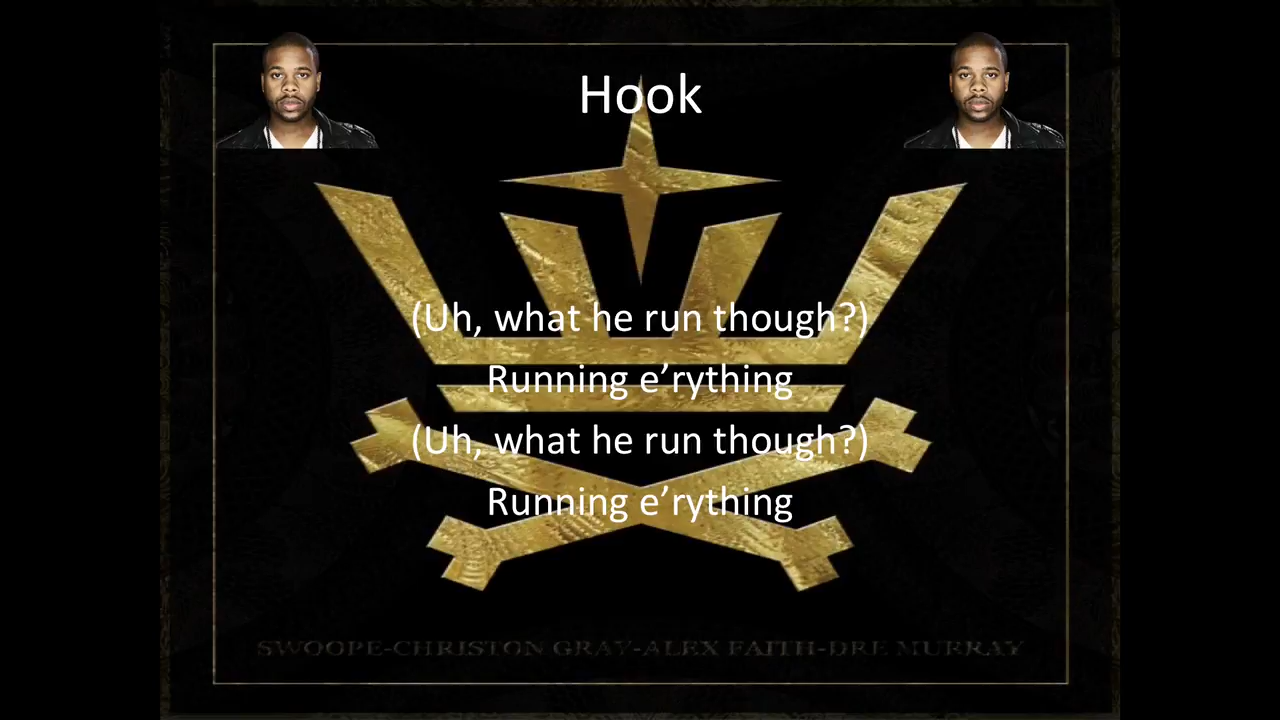 Hook
(Uh, what he run though?)
Running e’rything
(Uh, what he run though?)
Running e’rything
SWOOPE-CHRISTON GRAY-ALEX FAITH-DRE MURRAY